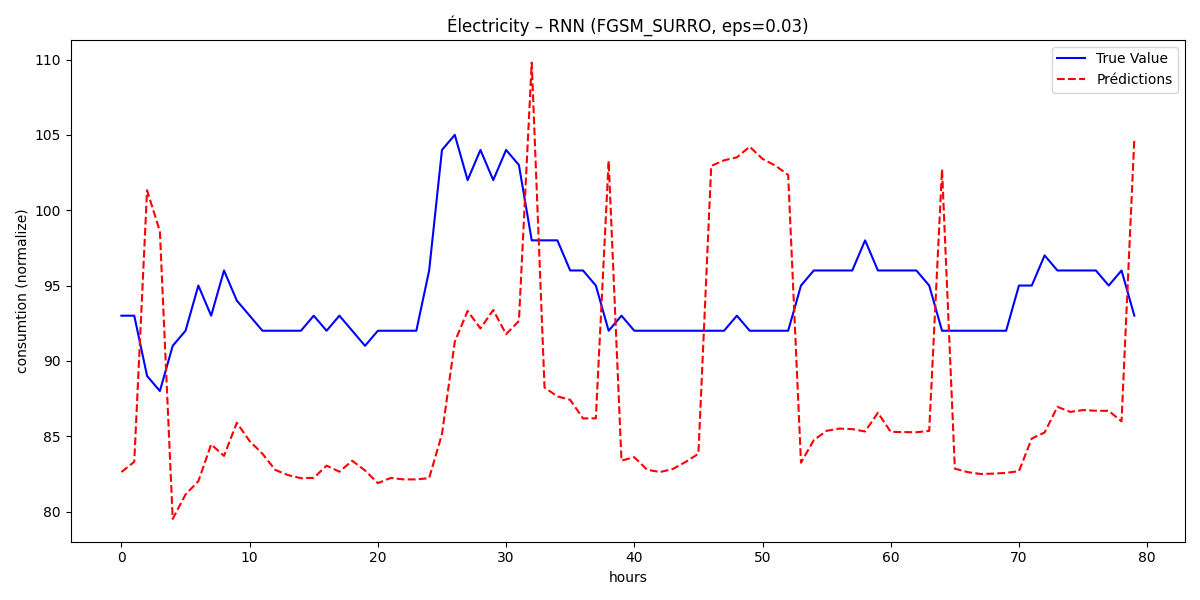 Électricity – RNN (FGSM_SURRO, eps=0.03)
True Value
Prédictions
consumtion (normalize)
110
105
100
95
90
85
80
0 10 20 30 40 50 60 70 80
hours